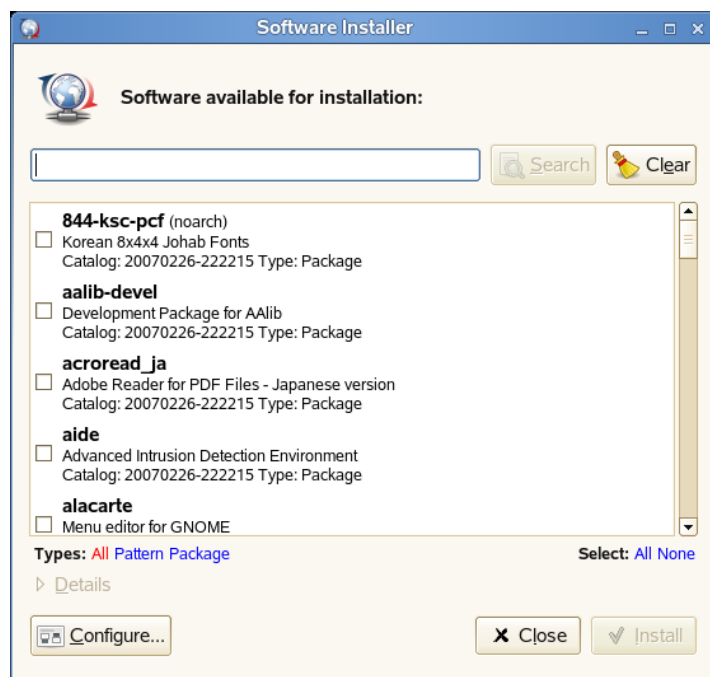 Software Installer
Software available for installation:
Search
Clear
844-ksc-pcf (noarch)
Korean 8x4x4 Johab Fonts
Catalog: 20070226-222215 Type: Package
aalib-devel
Development Package for AAlib
Catalog: 20070226-222215 Type: Package
acroread_ja
Adobe Reader for PDF Files - Japanese version
Catalog: 20070226-222215 Type: Package
aide
Advanced Intrusion Detection Environment
Catalog: 20070226-222215 Type: Package
alacarte
Menu editor for GNOME
Types: All Pattern Package
Select: All None
Details
Configure...
Close
Install